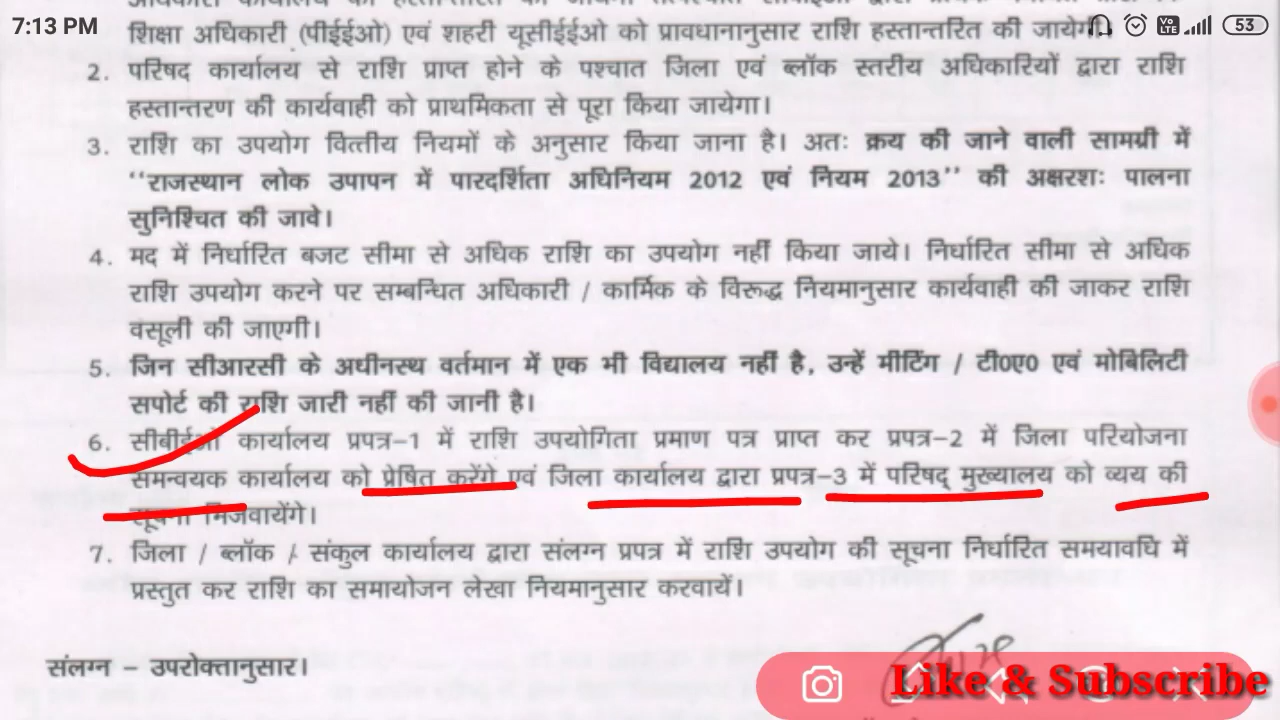 7:13 PM
53
शिक्षा अधिकारी (पीईईओ) एवं शहरी यूसीईईओ को प्रावधानानुसार राशि हस्तान्तरित की जायेगी।
2. परिषद कार्यालय से राशि प्राप्त होने के पश्चात जिला एवं ब्लॉक स्तरीय अधिकारियों द्वारा राशि
हस्तान्तरण की कार्यवाही को प्राथमिकता से पूरा किया जायेगा।
3. राशि का उपयोग वित्तीय नियमों के अनुसार किया जाना है। अतः क्रय की जाने वाली सामग्री में
‘‘राजस्थान लोक उपापन में पारदर्शिता अधिनियम 2012 एवं नियम 2013’’ की अक्षरशः पालना
सुनिश्चित की जावे।
4. मद में निर्धारित बजट सीमा से अधिक राशि का उपयोग नहीं किया जाये। निर्धारित सीमा से अधिक
राशि उपयोग करने पर सम्बन्धित अधिकारी / कार्मिक के विरूद्ध नियमानुसार कार्यवाही की जाकर राशि
वसूली की जाएगी।
5. जिन सीआरसी के अधीनस्थ वर्तमान में एक भी विद्यालय नहीं है, उन्हें मीटिंग / टी0ए0 एवं मोबिलिटी
सपोर्ट की राशि जारी नहीं की जानी है।
6. सीबीईओ कार्यालय प्रपत्र-1 में राशि उपयोगिता प्रमाण पत्र प्राप्त कर प्रपत्र-2 में जिला परियोजना
समन्वयक कार्यालय को प्रेषित करेंगे एवं जिला कार्यालय द्वारा प्रपत्र-3 में परिषद् मुख्यालय को व्यय की
सूचना भिजवायेंगे।
7. जिला / ब्लॉक / संकुल कार्यालय द्वारा संलग्न प्रपत्र में राशि उपयोग की सूचना निर्धारित समयावधि में
प्रस्तुत कर राशि का समायोजन लेखा नियमानुसार करवायें।
संलग्न – उपरोक्तानुसार।
Like & Subscribe